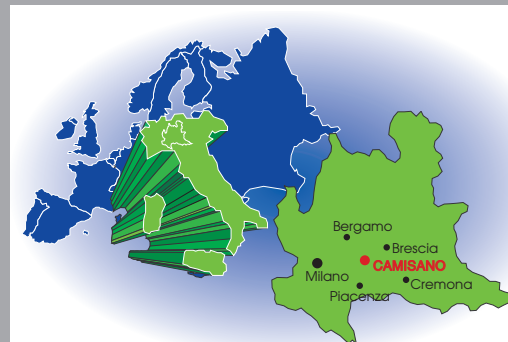 Bergamo
Brescia
CAMISANO
Milano
Cremona
Piacenza